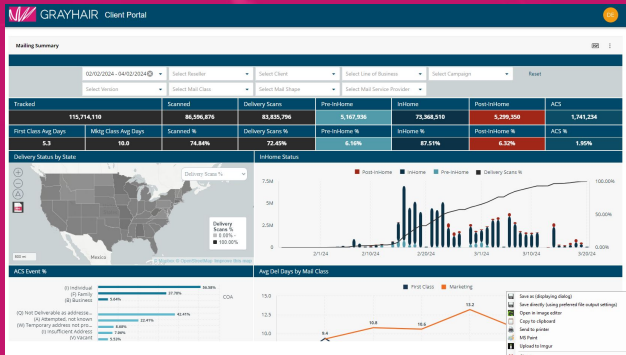 GRAYHAIR Client Portal
DE
Mailing Summary
02/02/2024 - 04/02/2024
Select Reseller
Select Client
Select Line of Business
Select Campaign
Reset
Select Version
Select Mail Class
Select Mail Shape
Select Mail Service Provider
Tracked Scanned Delivery Scans Pre-InHome InHome Post-InHome ACS
115,714,110 86,596,876 83,835,796 5,167,936 73,368,510 5,299,350 1,741,234
First Class Avg Days Mktg Class Avg Days Scanned % Delivery Scans % Pre-InHome % InHome % Post-InHome % ACS %
5.3 10.0 74.84% 72.45% 6.16% 87.51% 6.32% 1.95%
Delivery Status by State
Delivery Scans %
Delivery
Scans %
0.00% -
100.00%
Mexico
InHome Status
Post-InHome InHome Pre-InHome Delivery Scans %
7.5M
5M
2.5M
0
100.00%
50.00%
0.00%
2/1/24 2/10/24 2/20/24 3/1/24 3/10/24 3/20/24
ACS Event %
(I) Individual
(F) Family 37.78%
(B) Business 5.64%
COA
(Q) Not Deliverable as addresse... 42.41%
(A) Attempted, not known 22.41%
(W) Temporary address not pro...
(I) Insufficient Address
(V) Vacant
Avg Del Days by Mail Class
First Class Marketing
15.0
12.5
10.0
9.4
10.8
10.6
13.2
Save as (displaying dialog)
Save directly (using preferred file output settings)
Open in image editor
Copy to clipboard
Send to printer
MS Paint
Upload to Imgur